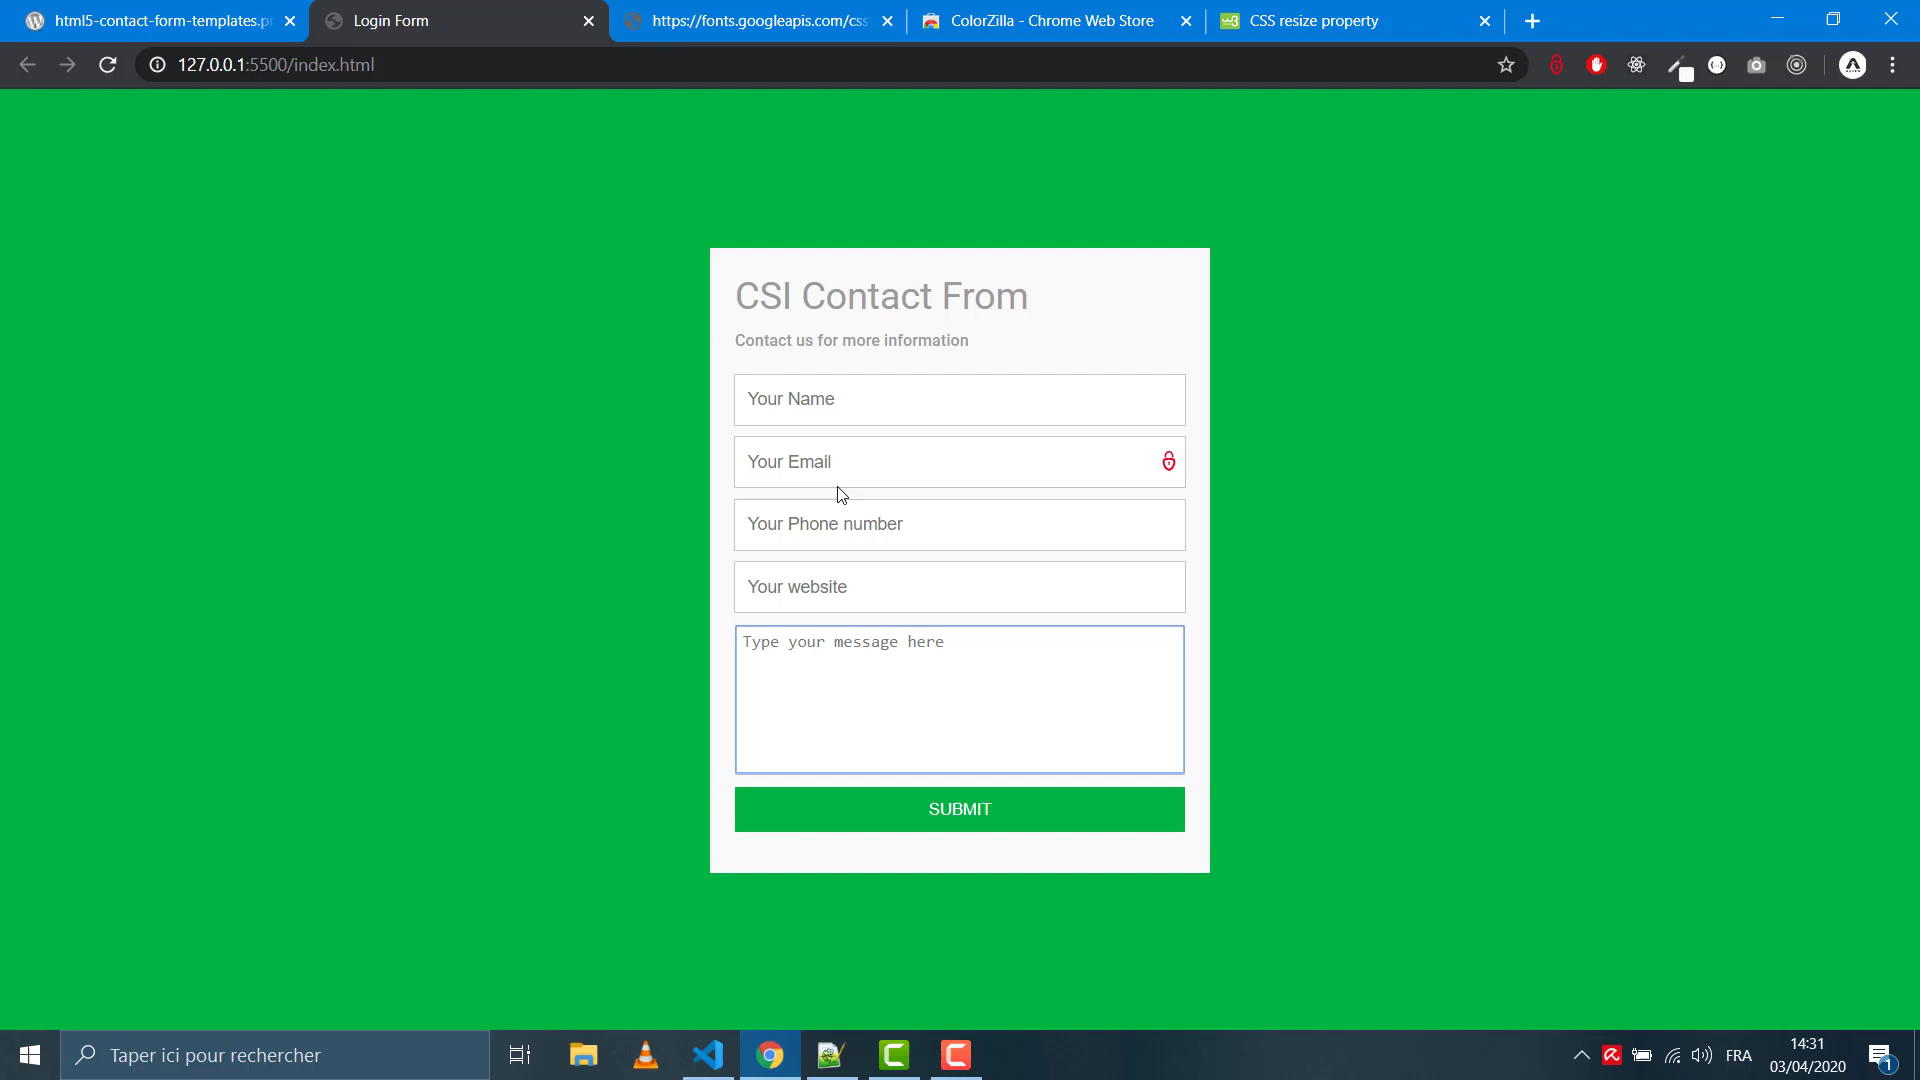 html5-contact-form-templates.pr
Login Form
https://fonts.googleapis.com/css
ColorZilla - Chrome Web Store
CSS resize property
127.0.0.1:5500/index.html
CSI Contact From
Contact us for more information
Your Name
Your Email
Your Phone number
Your website
Type your message here
SUBMIT
Taper ici pour rechercher
FRA
14:31
03/04/2020
1